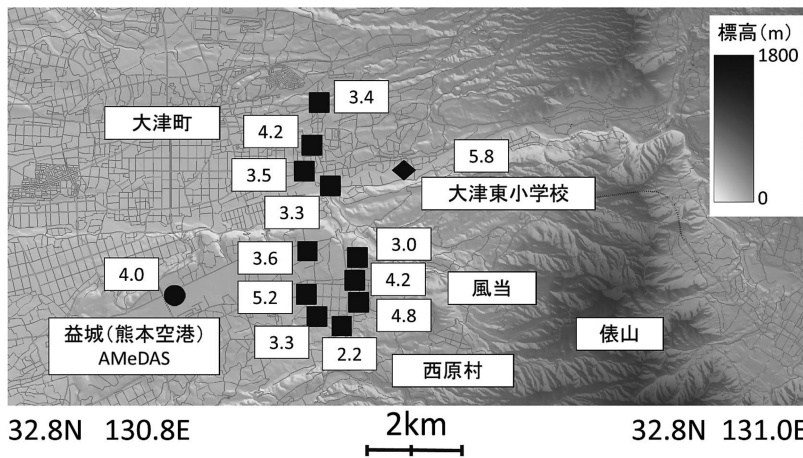 標高(m)
1800
0
3.4
大津町
4.2
3.5
5.8
3.3
大津東小学校
3.6
3.0
4.0
4.2
風当
5.2
4.8
益城(熊本空港)
AMeDAS
3.3
2.2
俵山
西原村
32.8N 130.8E
2km
32.8N 131.0E